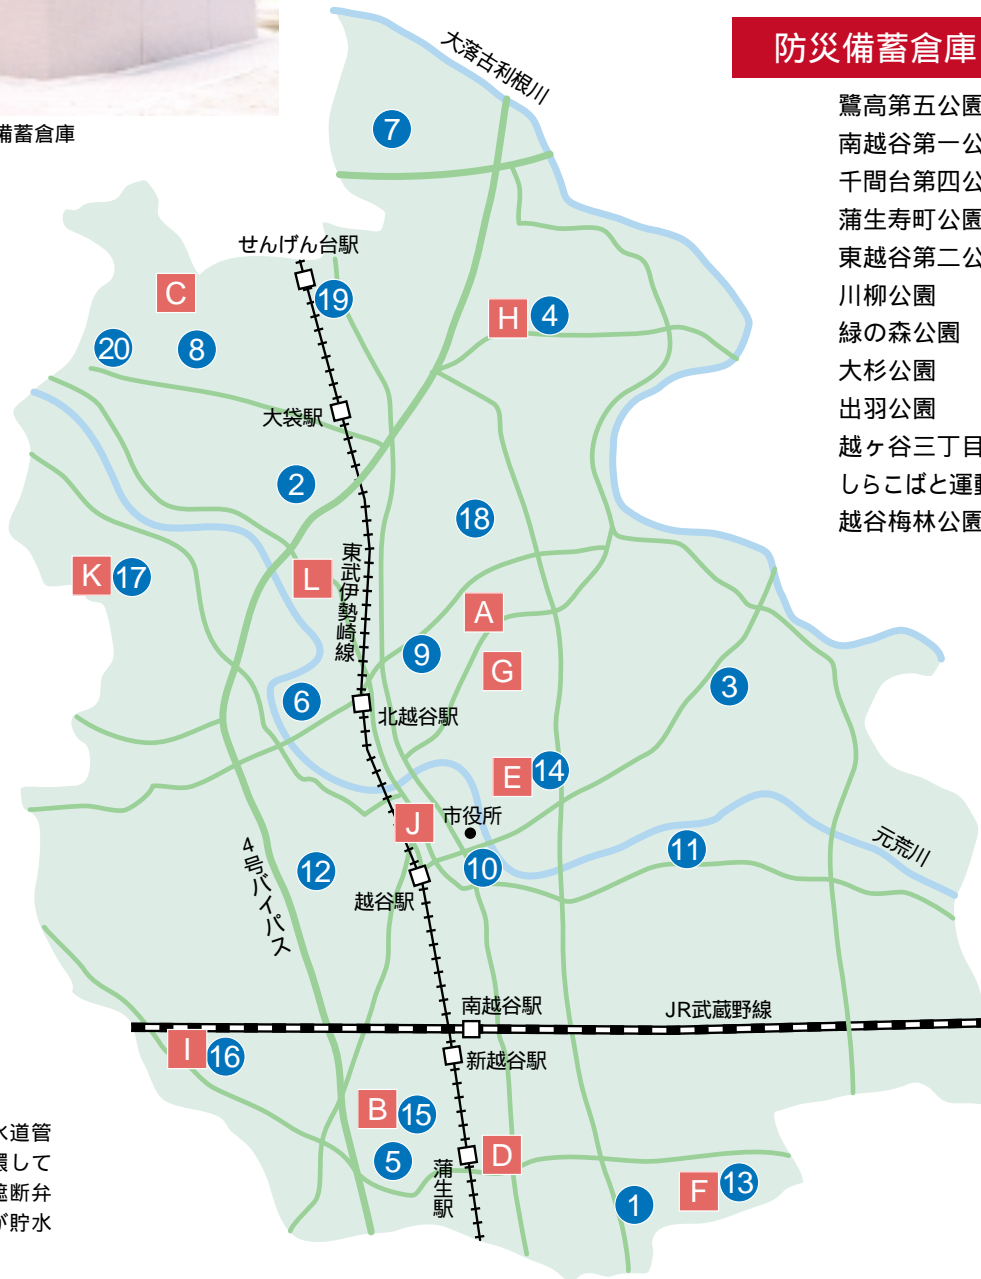 備蓄倉庫
防災備蓄倉庫
鷺高第五公園
南越谷第一公
千間台第四公
蒲生寿町公園
東越谷第二公
川柳公園
緑の森公園
大杉公園
出羽公園
越ヶ谷三丁目
しらこばと運動
越谷梅林公園
大落古利根川
7
せんげん台駅
C
19
H
4
20
8
大袋駅
2
18
東武伊勢崎線
K
17
L
A
9
G
3
6
北越谷駅
E
14
J
市役所
11
元荒川
10
12
4号バイパス
越谷駅
南越谷駅
JR武蔵野線
I
16
新越谷駅
B
15
5
蒲生駅
D
F
13
1
水道管
環して
遮断弁
が貯水